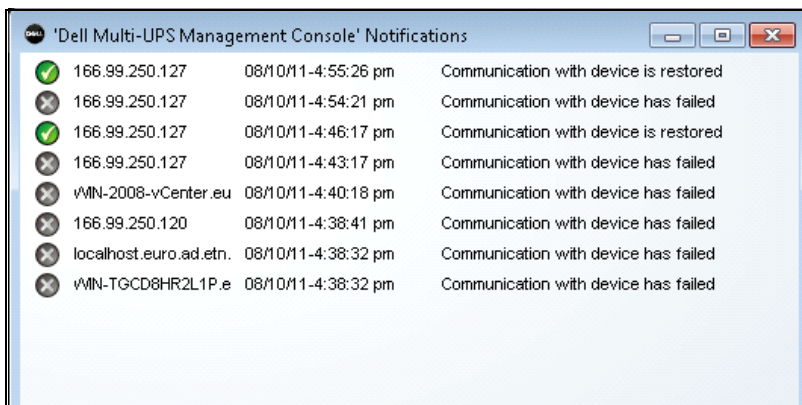 'Dell Multi-UPS Management Console' Notifications
166.99.250.127 08/10/11-4:55:26 pm Communication with device is restored
166.99.250.127 08/10/11-4:54:21 pm Communication with device has failed
166.99.250.127 08/10/11-4:46:17 pm Communication with device is restored
166.99.250.127 08/10/11-4:43:17 pm Communication with device has failed
WIN-2008-vCenter.eu 08/10/11-4:40:18 pm Communication with device has failed
166.99.250.120 08/10/11-4:38:41 pm Communication with device has failed
localhost.euro.ad.etn. 08/10/11-4:38:32 pm Communication with device has failed
WIN-TGCD8HR2L1P.e 08/10/11-4:38:32 pm Communication with device has failed